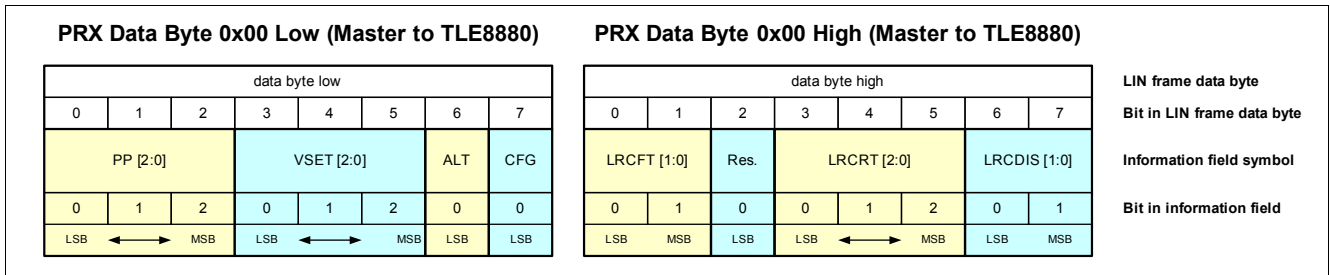 PRX Data Byte 0x00 Low (Master to TLE8880) PRX Data Byte 0x00 High (Master to TLE8880)
data byte low data byte high LIN frame data byte
0 1 2 3 4 5 6 7 0 1 2 3 4 5 6 7 Bit in LIN frame data byte
PP [2:0] VSET [2:0] ALT CFG LRCFT [1:0] Res. LRCRT [2:0] LRCDIS [1:0] Information field symbol
0 1 2 0 1 2 0 0 0 1 0 0 1 2 0 1 Bit in information field
LSB MSB LSB MSB LSB LSB LSB MSB LSB LSB MSB LSB MSB